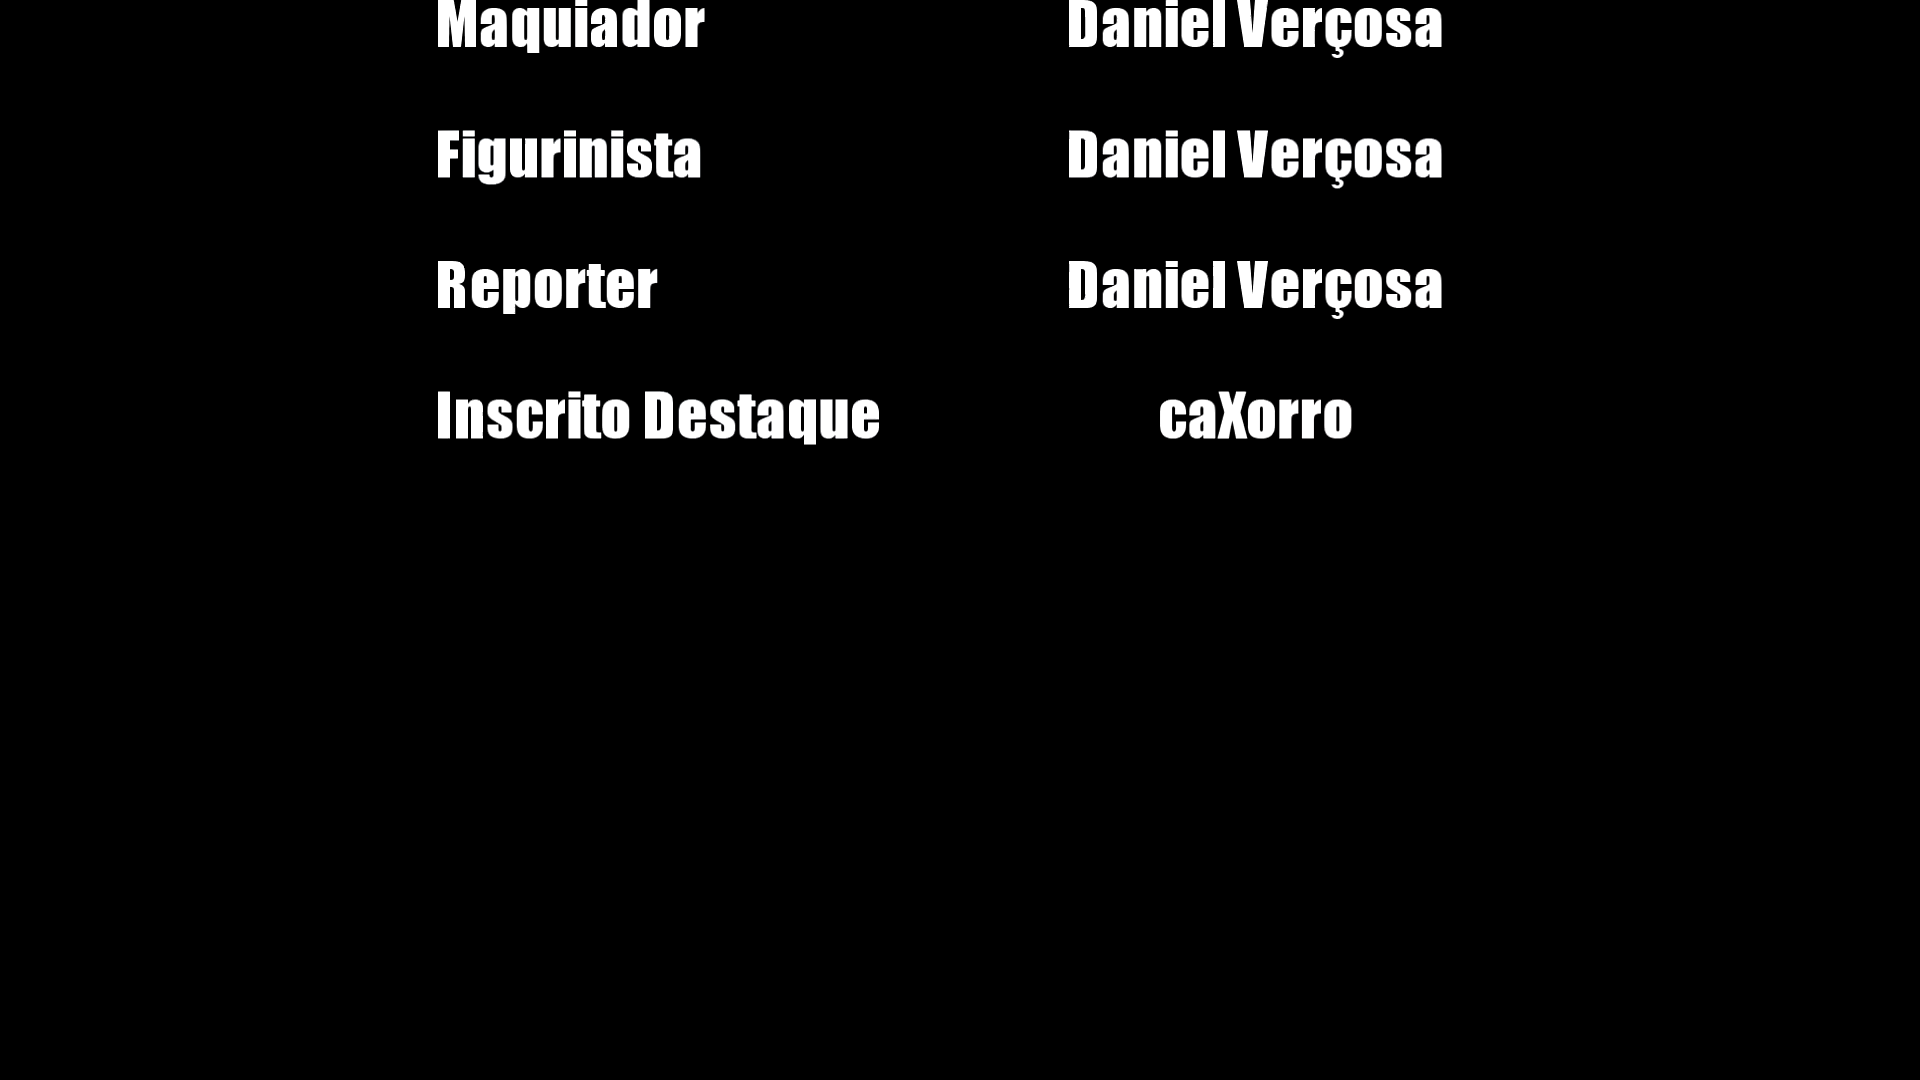 Maquiador Daniel Verçosa
Figurinista Daniel Verçosa
Reporter Daniel Verçosa
Inscrito Destaque caXorro